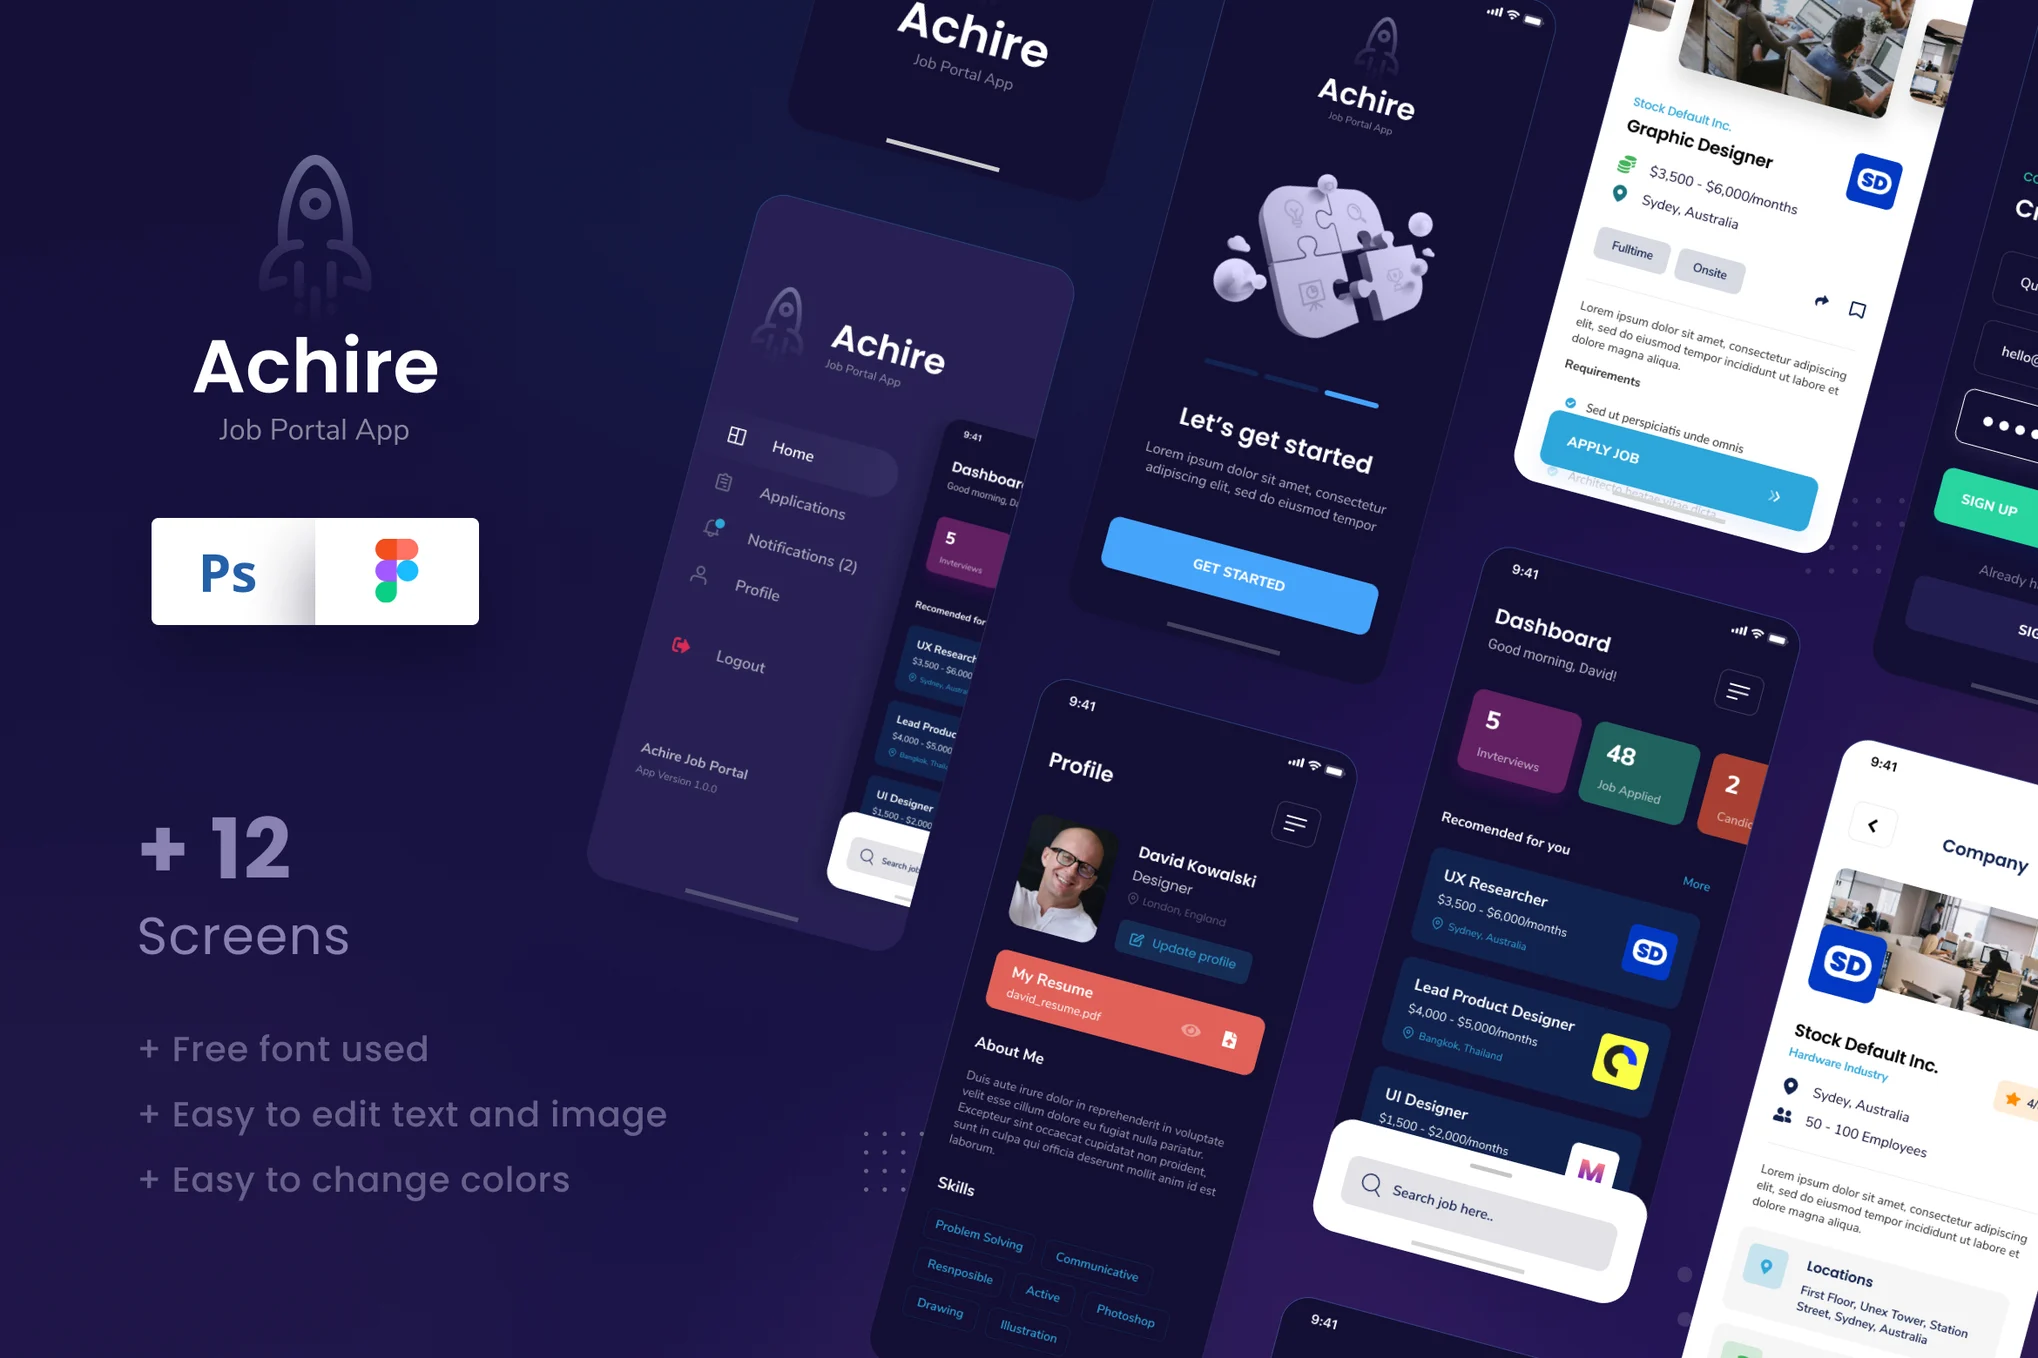 Achire
Job Portal App
Ps
+ 12
Screens
+ Free font used
+ Easy to edit text and image
+ Easy to change colors
Achire
Job Portal App
Achire
Job Portal App
Home
Applications
Notifications (2)
Profile
Logout
Achire Job Portal
App Version 1.0.0
9:41
Good morning,
5
Invterviews
Recomended for
$3,500 - $6,000
Sydney,
Lead
$4,000 - $5,000
Bangkok,
UI Designer
$1,500 - $2,000
Search job
Achire
Job Portal App
Let's get started
Lorem ipsum dolor sit amet, consectetur
adipiscing elit, sed do eiusmod tempor
GET STARTED
Stock Default Inc.
Graphic Designer
$3,500 - $6,000/months
Sydey, Australia
SD
Fulltime
Onsite
Lorem ipsum dolor sit amet, consectetur adipiscing
elit, sed do eiusmod tempor incididunt ut labore et
dolore magna aliqua.
Requirements
Sed ut perspiciatis unde omnis
APPLY JOB
Architecto beatae vitae dicta
hello@
SIGN UP
Already
9:41
Profile
David Kowalski
Designer
London, England
Update profile
My Resume
david_resume.pdf
About Me
Duis aute irure dolor in reprehenderit in voluptate
velit esse cillum dolore eu fugiat nulla pariatur.
Excepteur sint occaecat cupidatat non proident,
sunt in culpa qui officia deserunt mollit anim id est
laborum.
Skills
Problem Solving
Communicative
Resnposible
Active
Photoshop
Drawing
Illustration
9:41
Dashboard
Good morning, David!
5
Invterviews
48
Job Applied
2
Recomended for you
More
UX Researcher
$3,500 - $6,000/months
Sydney, Australia
SD
Lead Product Designer
$4,000 - $5,000/months
Bangkok, Thailand
UI Designer
$1,500 - $2,000/months
M
Search job here..
9:41
9:41
Company
SD
Stock Default Inc.
Hardware Industry
Sydey, Australia
50 - 100 Employees
Lorem ipsum dolor sit amet, consectetur adipiscing
elit, sed do eiusmod tempor incididunt ut labore et
dolore magna aliqua.
Locations
First Floor, Unex Tower, Station
Street, Sydney, Australia